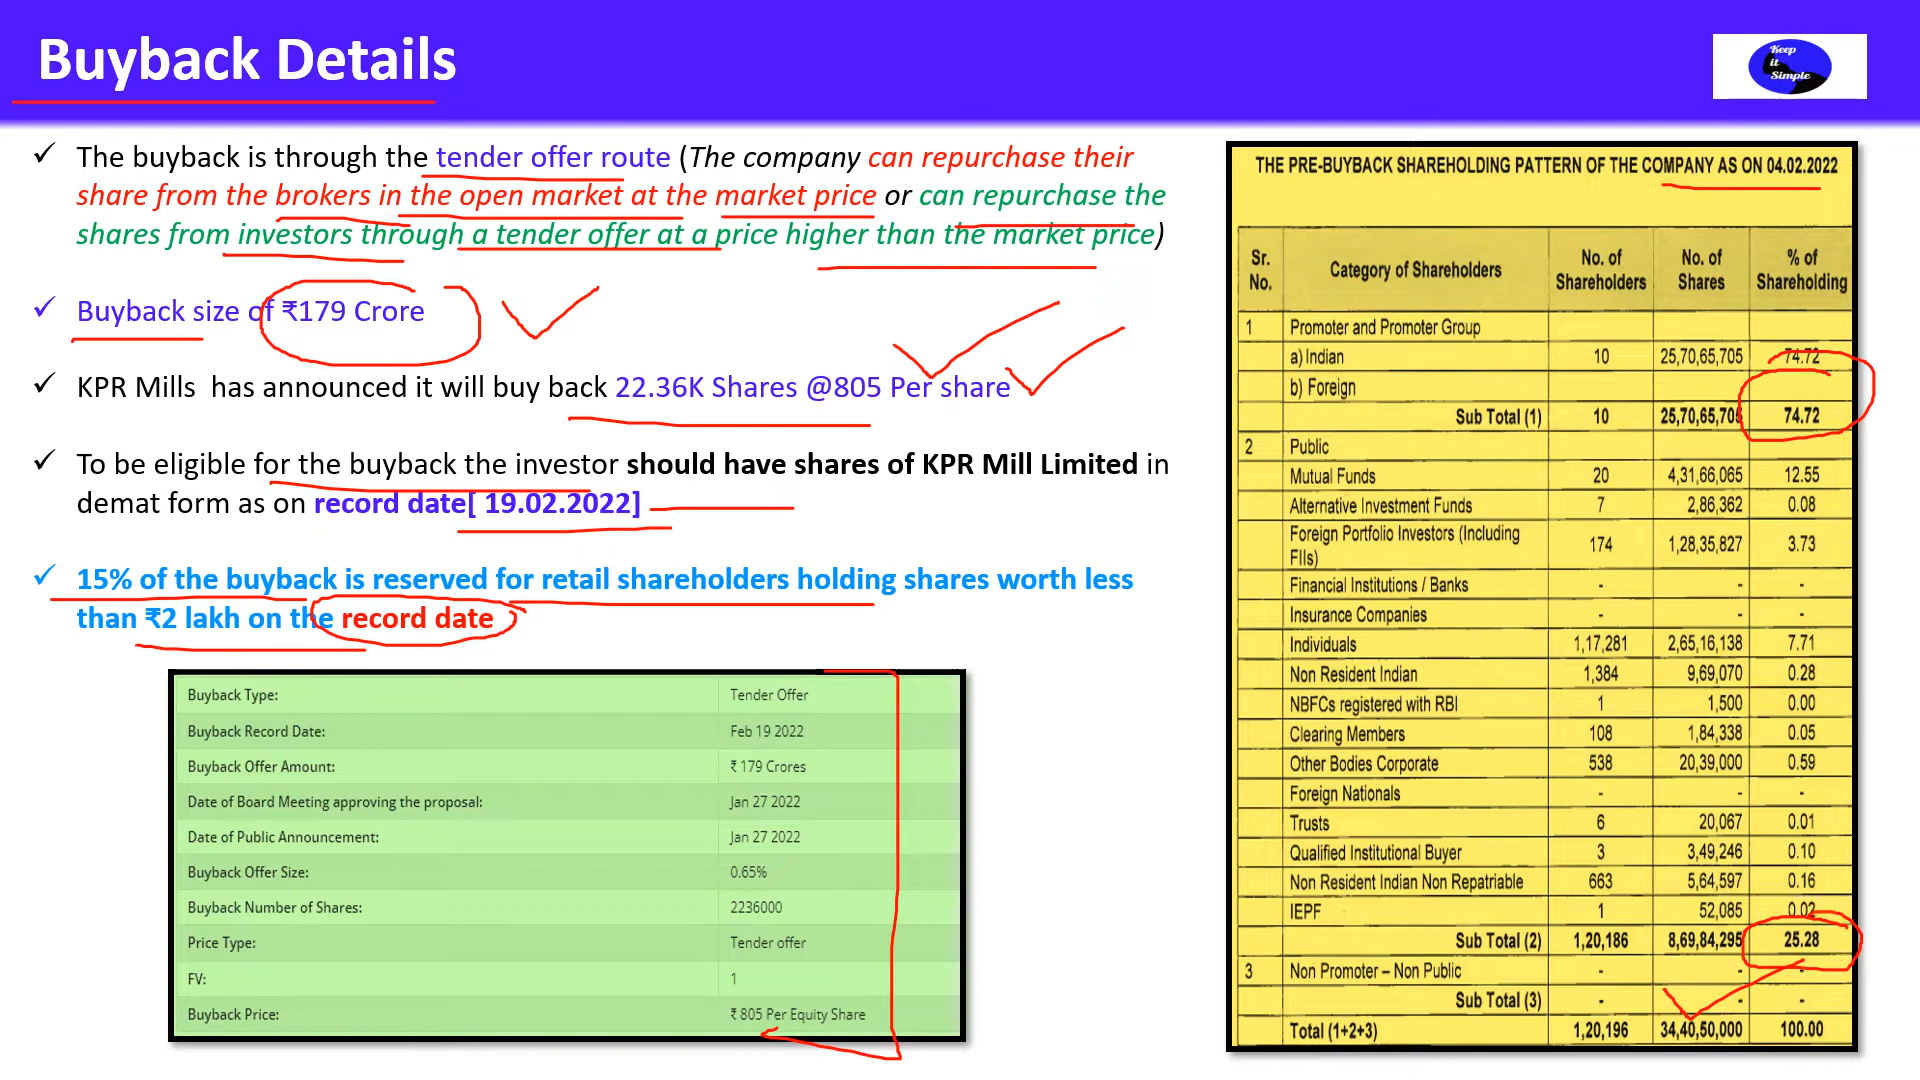 Buyback Details
Keep
it
Simple
The buyback is through the tender offer route (The company can repurchase their
share from the brokers in the open market at the market price or can repurchase the
shares from investors through a tender offer at a price higher than the market price)
Buyback size of ₹179 Crore
KPR Mills has announced it will buy back 22.36K Shares @805 Per share
To be eligible for the buyback the investor should have shares of KPR Mill Limited in
demat form as on record date[ 19.02.2022]
15% of the buyback is reserved for retail shareholders holding shares worth less
than ₹2 lakh on the record date
Buyback Type: Tender Offer
Buyback Record Date: Feb 19 2022
Buyback Offer Amount: ₹ 179 Crores
Date of Board Meeting approving the proposal: Jan 27 2022
Date of Public Announcement: Jan 27 2022
Buyback Offer Size: 0.65%
Buyback Number of Shares: 2236000
Price Type: Tender offer
FV: 1
Buyback Price: ₹ 805 Per Equity Share
THE PRE-BUYBACK SHAREHOLDING PATTERN OF THE COMPANY AS ON 04.02.2022
Sr. No. Category of Shareholders No. of Shareholders No. of Shares % of Shareholding
1 Promoter and Promoter Group
a) Indian 10 25,70,65,705 74.72
b) Foreign
Sub Total (1) 10 25,70,65,705 74.72
2 Public
Mutual Funds 20 4,31,66,065 12.55
Alternative Investment Funds 7 2,86,362 0.08
Foreign Portfolio Investors (Including
FIIs) 174 1,28,35,827 3.73
Financial Institutions / Banks - - -
Insurance Companies - - -
Individuals 1,17,281 2,65,16,138 7.71
Non Resident Indian 1,384 9,69,070 0.28
NBFCs registered with RBI 1 1,500 0.00
Clearing Members 108 1,84,338 0.05
Other Bodies Corporate 538 20,39,000 0.59
Foreign Nationals - - -
Trusts 6 20,067 0.01
Qualified Institutional Buyer 3 3,49,246 0.10
Non Resident Indian Non Repatriable 663 5,64,597 0.16
IEPF 1 52,085 0.02
Sub Total (2) 1,20,186 8,69,84,295 25.28
3 Non Promoter – Non Public - - -
Sub Total (3) - - -
Total (1+2+3) 1,20,196 34,40,50,000 100.00